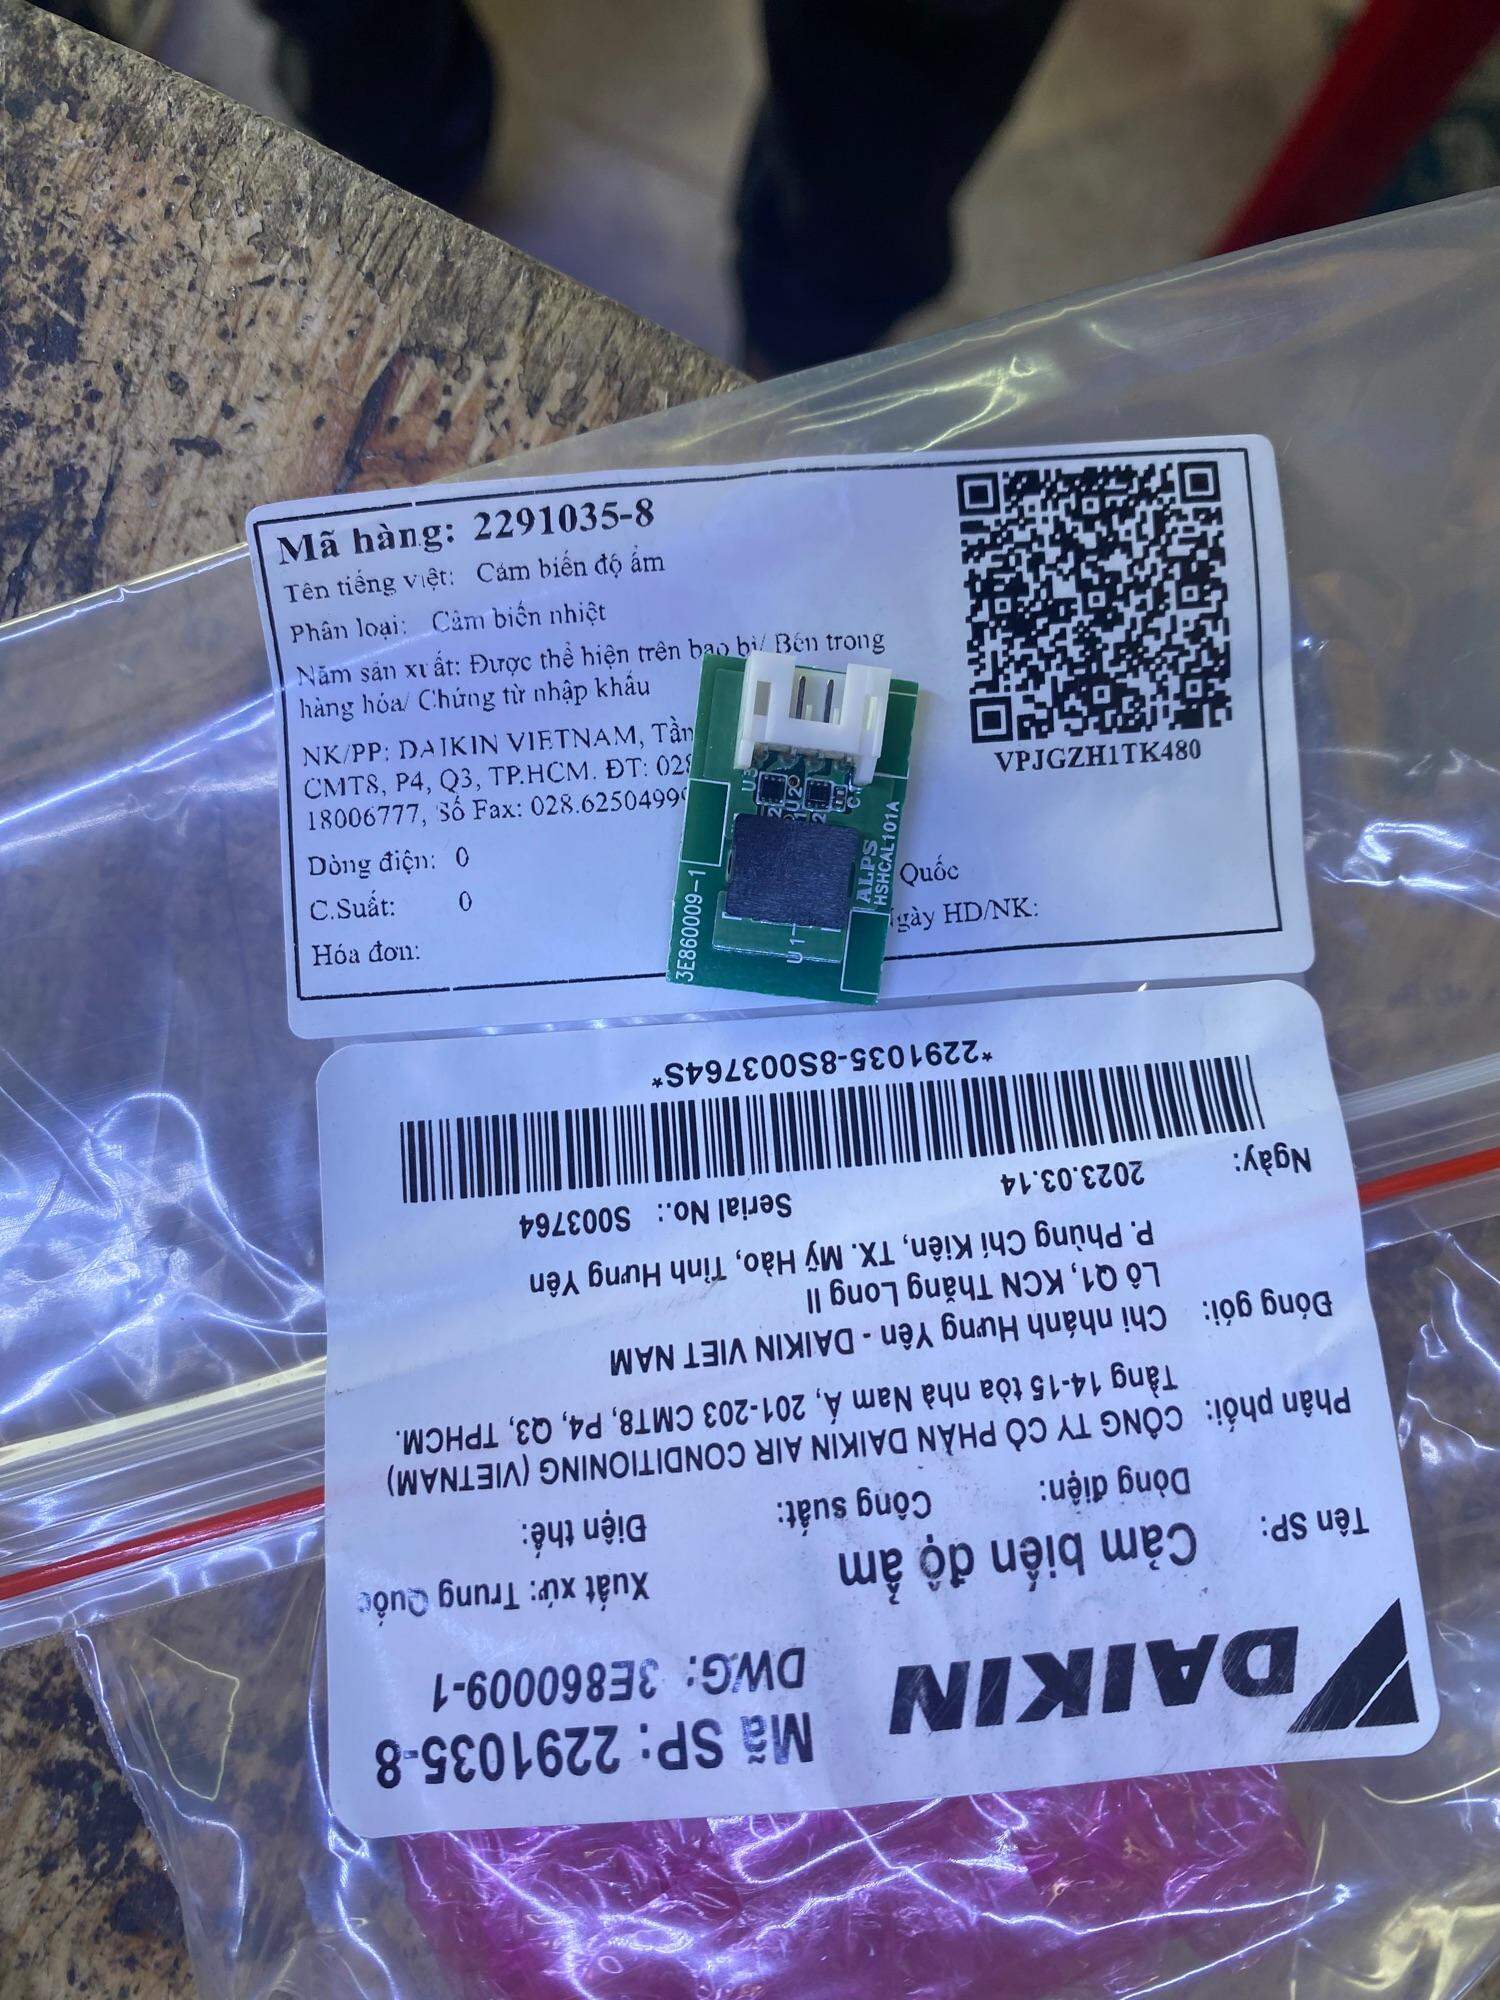 Mã hàng: 2291035-8
Tên tiếng việt: Cảm biến độ ẩm
Phân loại: Cảm biến nhiệt
Năm sản xuất: Được thể hiện trên bao bì/ Bên trong
hàng hóa/ Chứng từ nhập khẩu
NK/PP: DAIKIN VIETNAM, Tần
CMT8, P4, Q3, TP.HCM. ĐT: 028
18006777, Số Fax: 028.6250499
Dòng điện: 0
C.Suất: 0
Quốc
gày HD/NK:
Hóa đơn:
VPJGZH1TK480
U3
U2
3E860009-1
ALPS
HSHCAL101A
U1
DAIKIN
Mã SP: 2291035-8
DWG: 3E860009-1
Tên SP: Cảm biến độ ẩm
Xuất xứ: Trung Quốc
Dòng điện: Công suất: Điện thế:
Phân phối: CÔNG TY CỔ PHẦN DAIKIN AIR CONDITIONING (VIETNAM)
Tầng 14-15 tòa nhà Nam Á, 201-203 CMT8, P4, Q3, TPHCM.
Đóng gói: Chi nhánh Hưng Yên - DAIKIN VIET NAM
Lô Q1, KCN Thăng Long II
P. Phùng Chí Kiên, TX. Mỹ Hào, Tỉnh Hưng Yên
Ngày: 2023.03.14 Serial No.: S003764
*2291035-8S003764S*